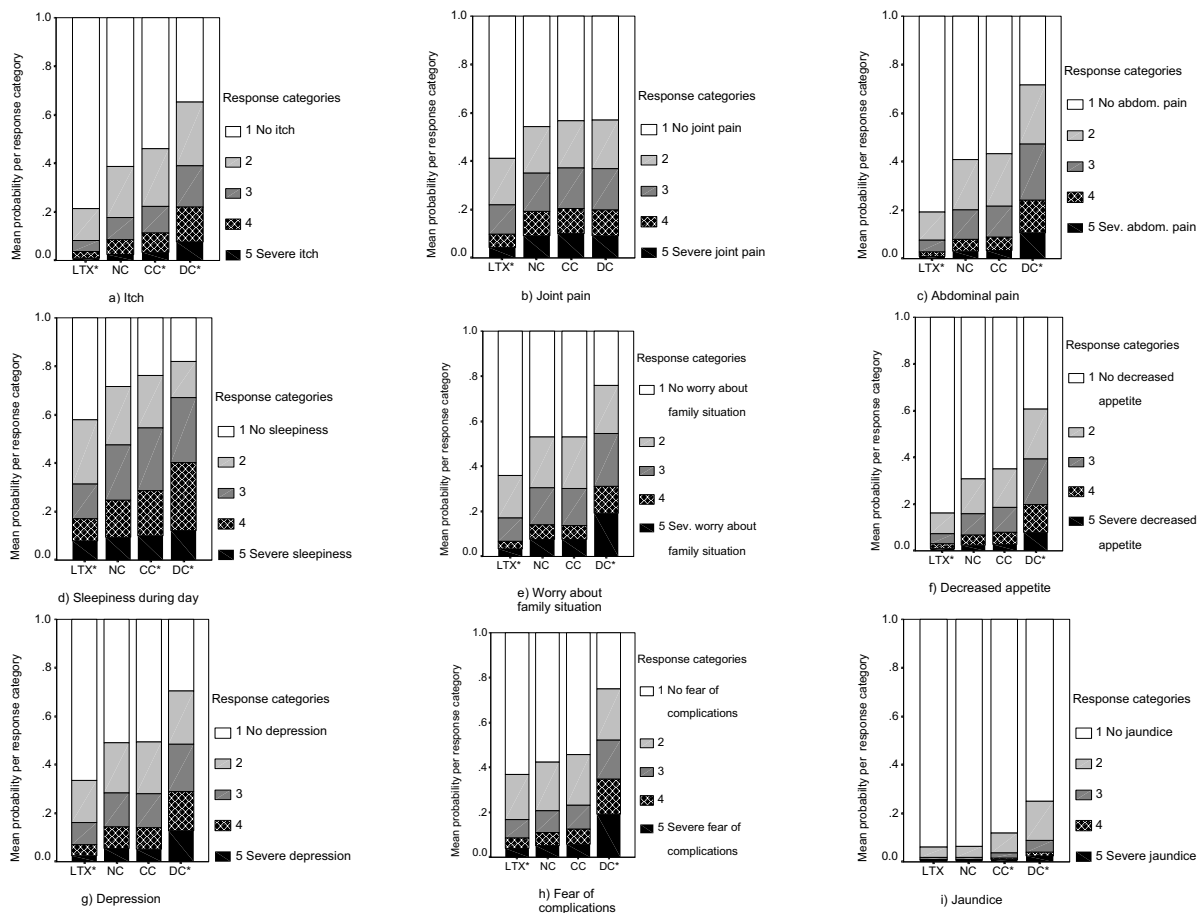 Mean probability per response category
1.0
.8
.6
.4
.2
0.0
LTX*
NC
CC*
DC*
Response categories
1 No itch
2
3
4
5 Severe itch
a) Itch
Mean probability per response category
1.0
.8
.6
.4
.2
0.0
LTX*
NC
CC
DC
Response categories
1 No joint pain
2
3
4
5 Severe joint pain
b) Joint pain
Mean probability per response category
1.0
.8
.6
.4
.2
0.0
LTX*
NC
CC
DC*
Response categories
1 No abdom. pain
2
3
4
5 Sev. abdom. pain
c) Abdominal pain
Mean probability per response category
1.0
.8
.6
.4
.2
0.0
LTX*
NC
CC*
DC*
Response categories
1 No sleepiness
2
3
4
5 Severe sleepiness
d) Sleepiness during day
Mean probability per response category
1.0
.8
.6
.4
.2
0.0
LTX*
NC
CC
DC*
Response categories
1 No worry about
family situation
2
3
4
5 Sev. worry about
family situation
e) Worry about
family situation
Mean probability per response category
1.0
.8
.6
.4
.2
0.0
LTX*
NC
CC
DC*
Response categories
1 No decreased
appetite
2
3
4
5 Severe decreased
appetite
f) Decreased appetite
Mean probability per response category
1.0
.8
.6
.4
.2
0.0
LTX*
NC
CC
DC*
Response categories
1 No depression
2
3
4
5 Severe depression
g) Depression
Mean probability per response category
1.0
.8
.6
.4
.2
0.0
LTX*
NC
CC
DC*
Response categories
1 No fear of
complications
2
3
4
5 Severe fear of
complications
h) Fear of
complications
Mean probability per response category
1.0
.8
.6
.4
.2
0.0
LTX
NC
CC*
DC*
Response categories
1 No jaundice
2
3
4
5 Severe jaundice
i) Jaundice